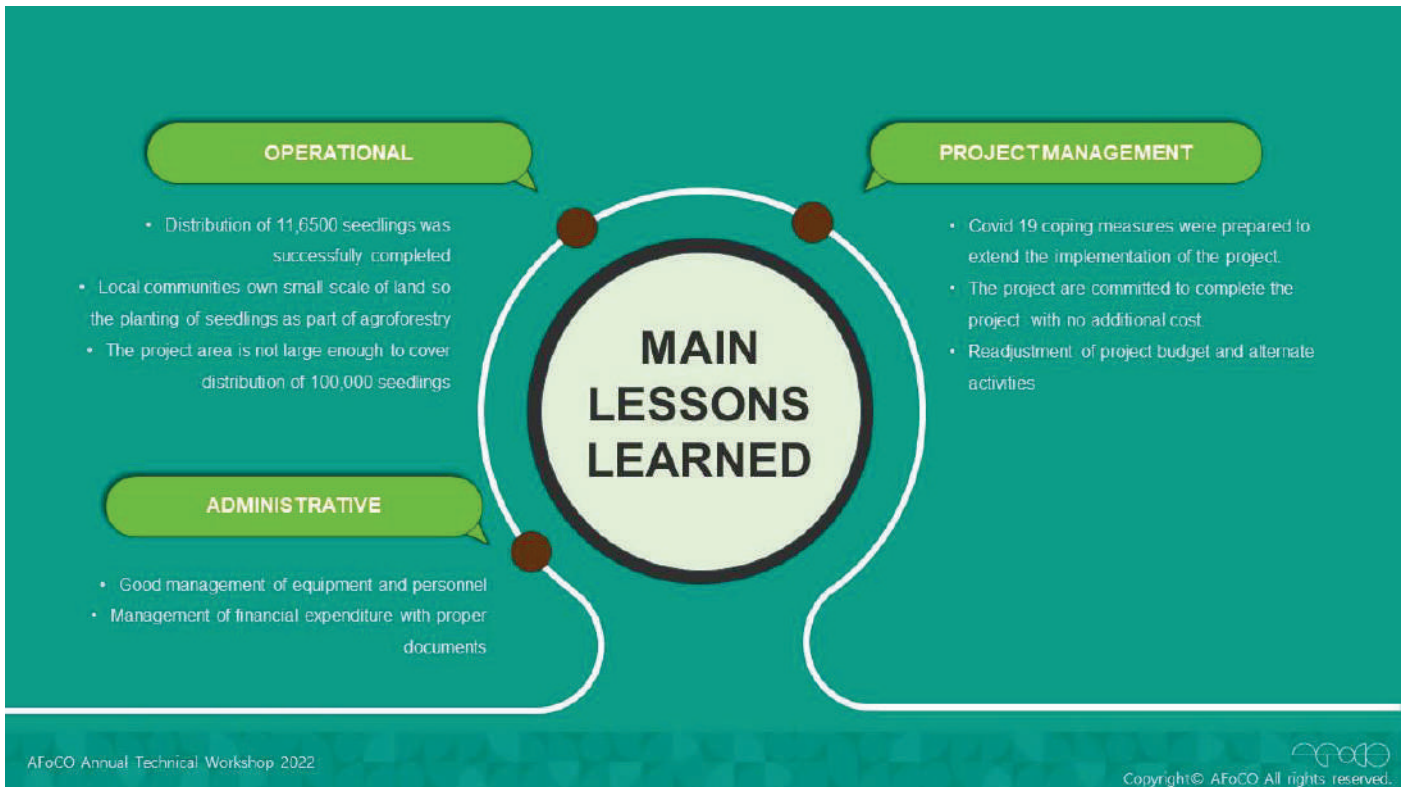 OPERATIONAL
• Distribution of 11,6500 seedlings was
successfully completed
• Local communities own small scale of land so
the planting of seedlings as part of agroforestry
• The project area is not large enough to cover
distribution of 100,000 seedlings
ADMINISTRATIVE
• Good management of equipment and personnel
• Management of financial expenditure with proper
documents
MAIN
LESSONS
LEARNED
PROJECT MANAGEMENT
• Covid 19 coping measures were prepared to
extend the implementation of the project.
• The project are committed to complete the
project with no additional cost
• Readjustment of project budget and alternate
activities
AFoCO Annual Technical Workshop 2022
AFoCO
Copyright© AFoCO All rights reserved.